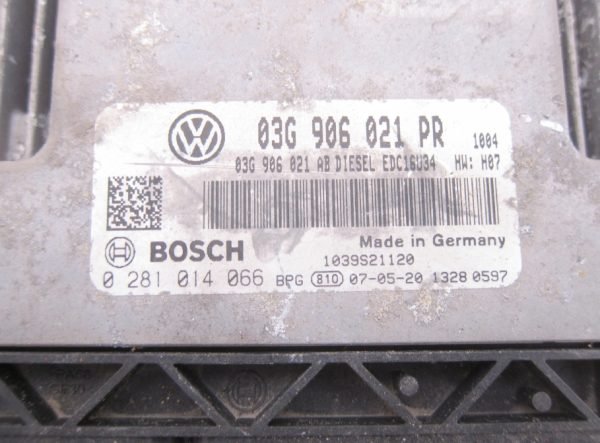 03G 906 021 PR 1004
03G 906 021 AB DIESEL EDC16U34 HW: H07
BOSCH Made in Germany
1039S21120
0 281 014 066 BPG 810 07-05-20 1328 0597